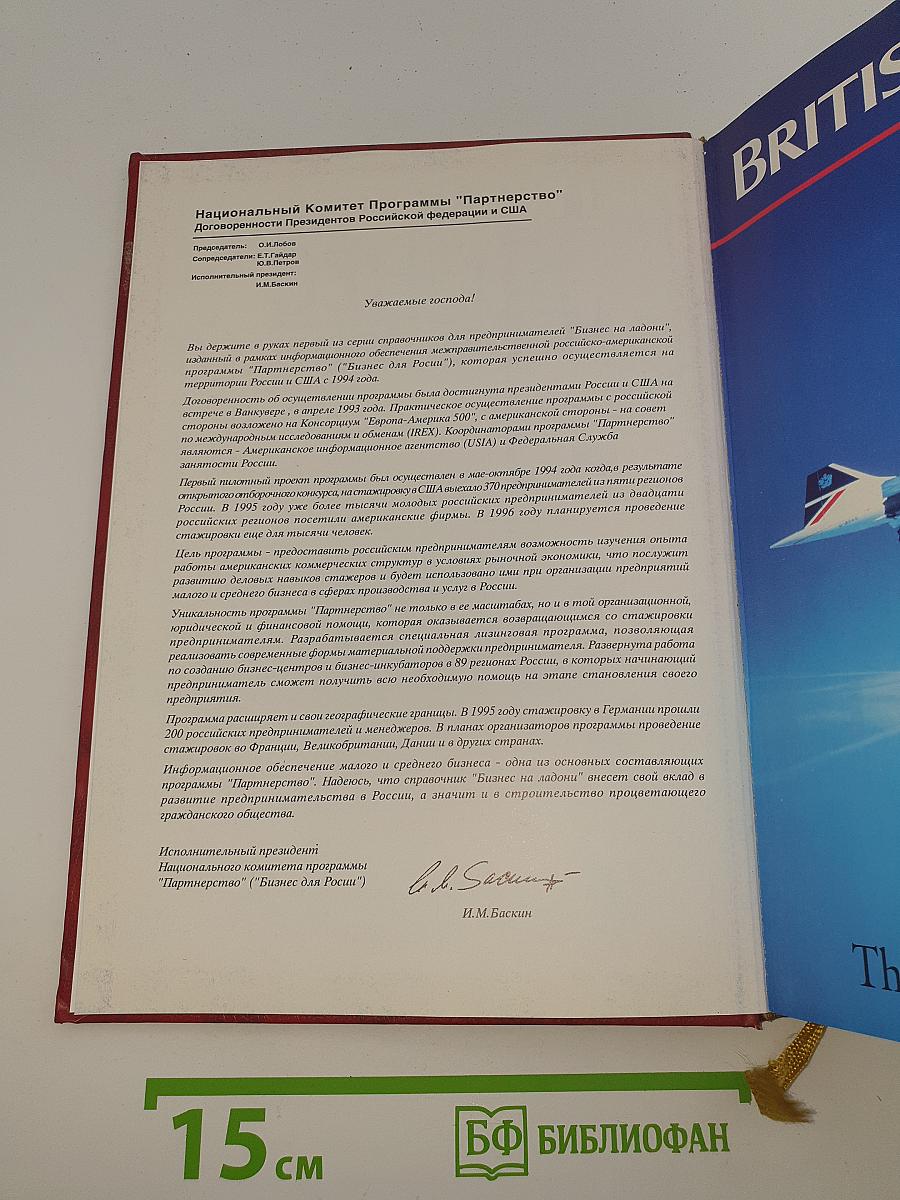 Национальный Комитет Программы "Партнерство"
Договоренности Президентов Российской федерации и США
Председатель: О.И.Лобов
Сопредседатели: Е.Т.Гайдар
Ю.В.Петров
Исполнительный президент:
И.М.Баскин
Уважаемые господа!
Вы держите в руках первый из серии справочников для предпринимателей "Бизнес на ладони",
изданный в рамках информационного обеспечения межправительственной российско-американской
программы "Партнерство" ("Бизнес для Росии"), которая успешно осуществляется на
территории России и США с 1994 года.
Договоренность об осуществлении программы была достигнута президентами России и США на
встрече в Ванкувере , в апреле 1993 года. Практическое осуществление программы с российской
стороны возложено на Консорциум "Европа-Америка 500", с американской стороны - на совет
по международным исследованиям и обменам (IREX). Координаторами программы "Партнерство"
являются - Американское информационное агентство (USIA) и Федеральная Служба
занятости России.
Первый пилотный проект программы был осуществлен в мае-октябре 1994 года когда,в результате
открытого отборочного конкурса, на стажировку в США выехало 370 предпринимателей из пяти регионов
России. В 1995 году уже более тысячи молодых российских предпринимателей из двадцати
российских регионов посетили американские фирмы. В 1996 году планируется проведение
стажировки еще для тысячи человек.
Цель программы - предоставить российским предпринимателям возможность изучения опыта
работы американских коммерческих структур в условиях рыночной экономики, что послужит
развитию деловых навыков стажеров и будет использовано ими при организации предприятий
малого и среднего бизнеса в сферах производства и услуг в России.
Уникальность программы "Партнерство" не только в ее масштабах, но и в той организационной,
юридической и финансовой помощи, которая оказывается возвращающимся со стажировки
предпринимателям. Разрабатывается специальная лизинговая программа, позволяющая
реализовать современные формы материальной поддержки предпринимателя. Развернута работа
по созданию бизнес-центров и бизнес-инкубаторов в 89 регионах России, в которых начинающий
предприниматель сможет получить всю необходимую помощь на этапе становления своего
предприятия.
Программа расширяет и свои географические границы. В 1995 году стажировку в Германии прошли
200 российских предпринимателей и менеджеров. В планах организаторов программы проведение
стажировок во Франции, Великобритании, Дании и в других странах.
Информационное обеспечение малого и среднего бизнеса - одна из основных составляющих
программы "Партнерство". Надеюсь, что справочник "Бизнес на ладони" внесет свой вклад в
развитие предпринимательства в России, а значит и в строительство процветающего
гражданского общества.
Исполнительный президент
Национального комитета программы
"Партнерство" ("Бизнес для Росии")
И.М.Баскин
BRITIS
Th
15 см
БФ БИБЛИОФАН